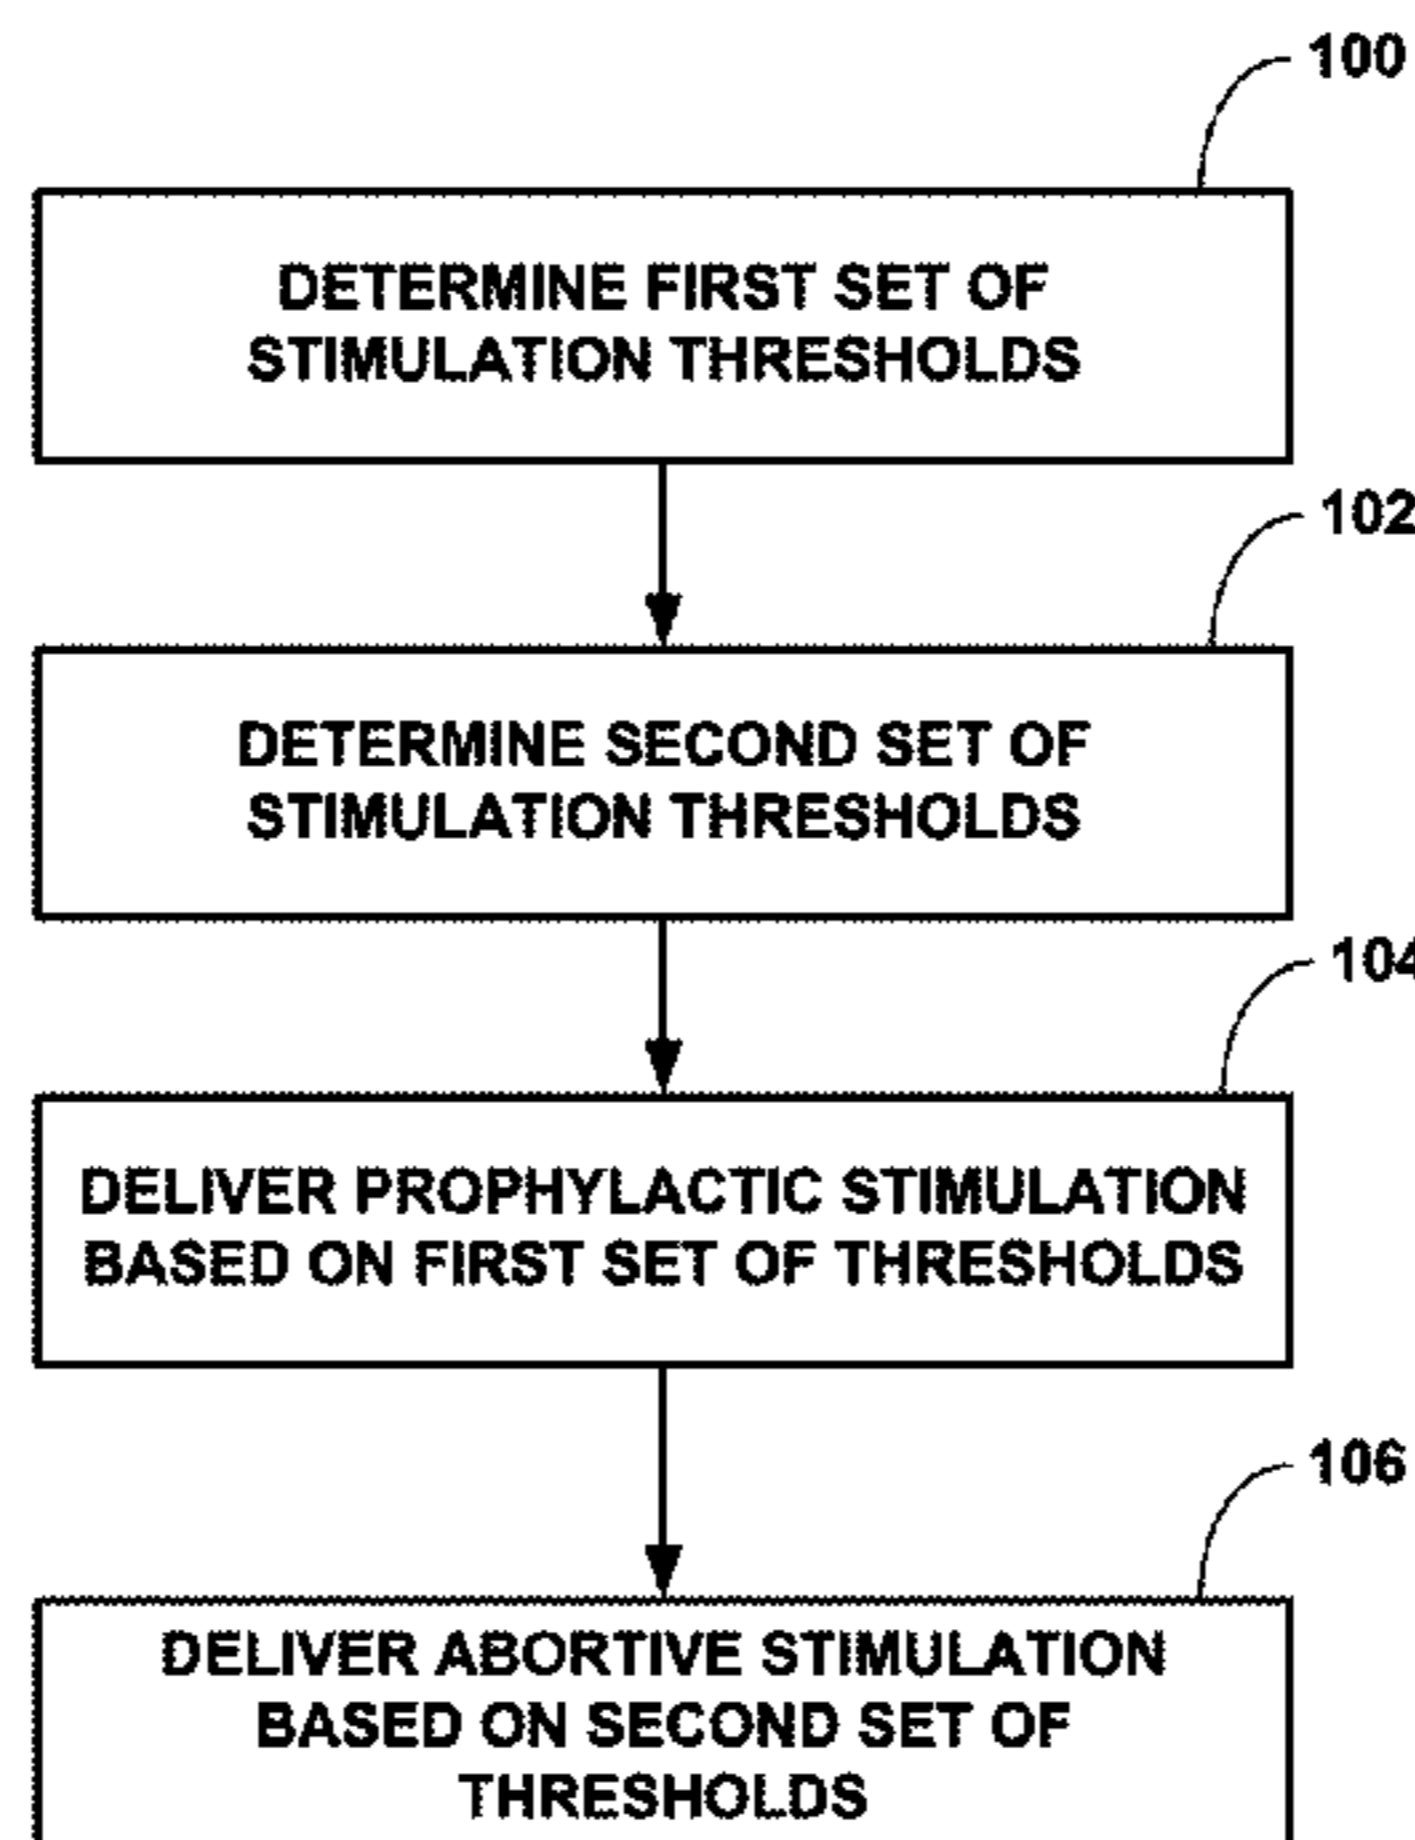 100
DETERMINE FIRST SET OF
STIMULATION THRESHOLDS
102
DETERMINE SECOND SET OF
STIMULATION THRESHOLDS
104
DELIVER PROPHYLACTIC STIMULATION
BASED ON FIRST SET OF THRESHOLDS
106
DELIVER ABORTIVE STIMULATION
BASED ON SECOND SET OF
THRESHOLDS